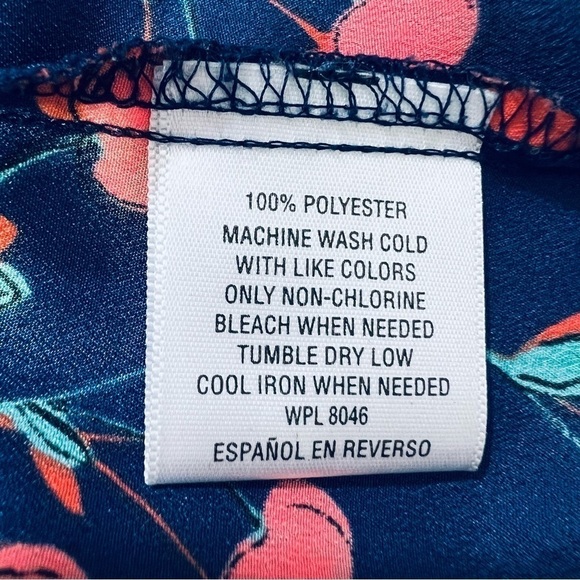 100% POLYESTER
MACHINE WASH COLD
WITH LIKE COLORS
ONLY NON-CHLORINE
BLEACH WHEN NEEDED
TUMBLE DRY LOW
COOL IRON WHEN NEEDED
WPL 8046
ESPAÑOL EN REVERSO